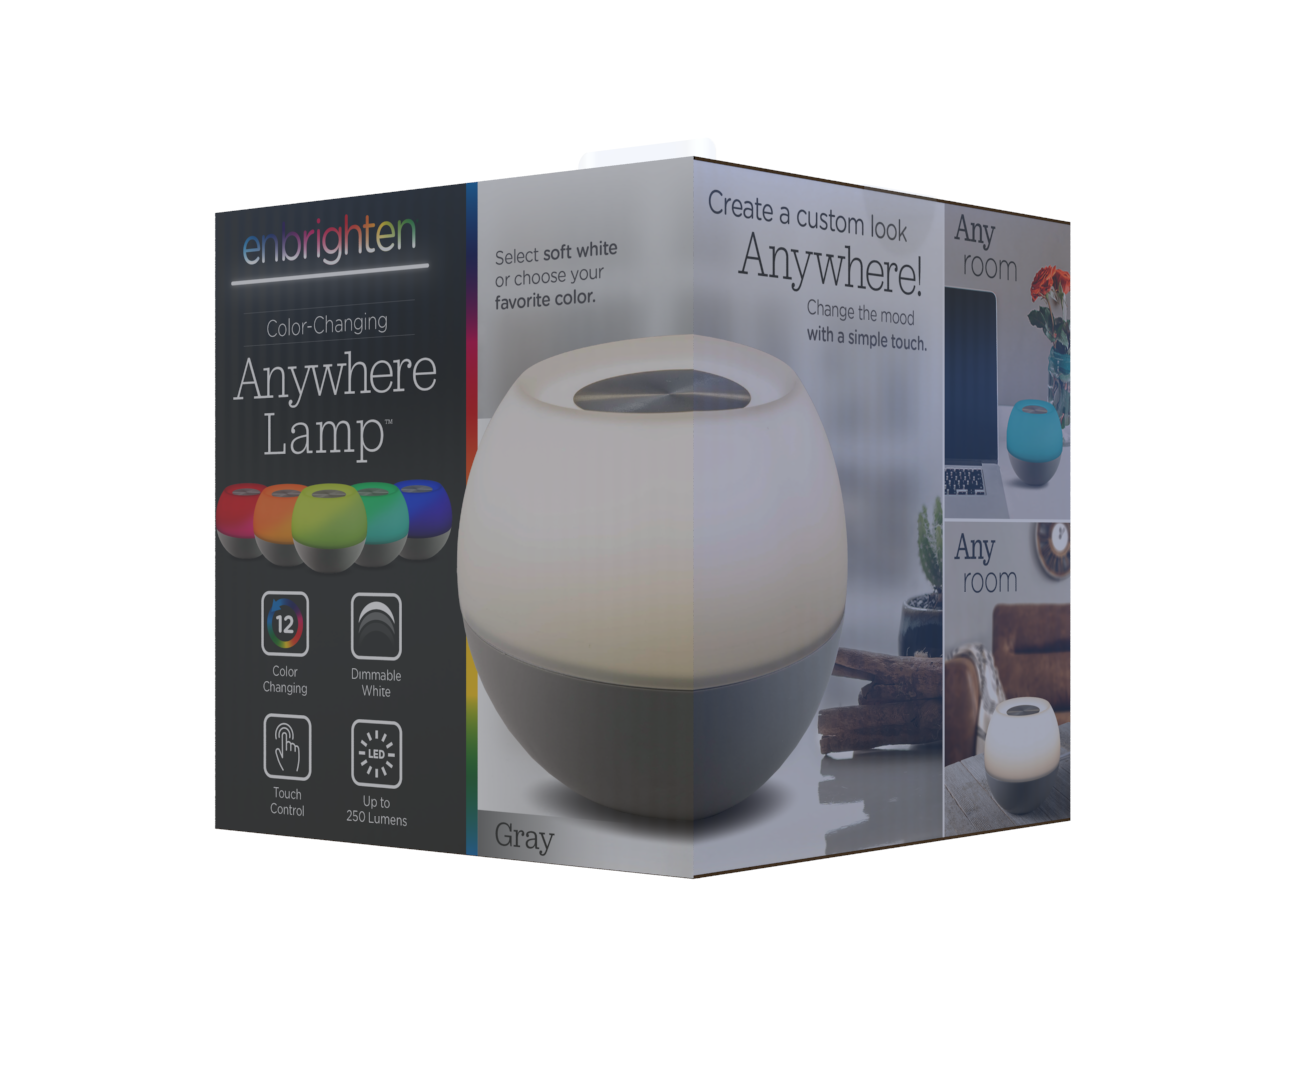 enbrighten
Color-Changing
Anywhere
Lamp™
12
Color
Changing
Dimmable
White
Touch
Control
LED
Up to
250 Lumens
Select soft white
or choose your
favorite color.
Gray
Create a custom look
Anywhere!
Change the mood
with a simple touch.
Any
room
Any
room